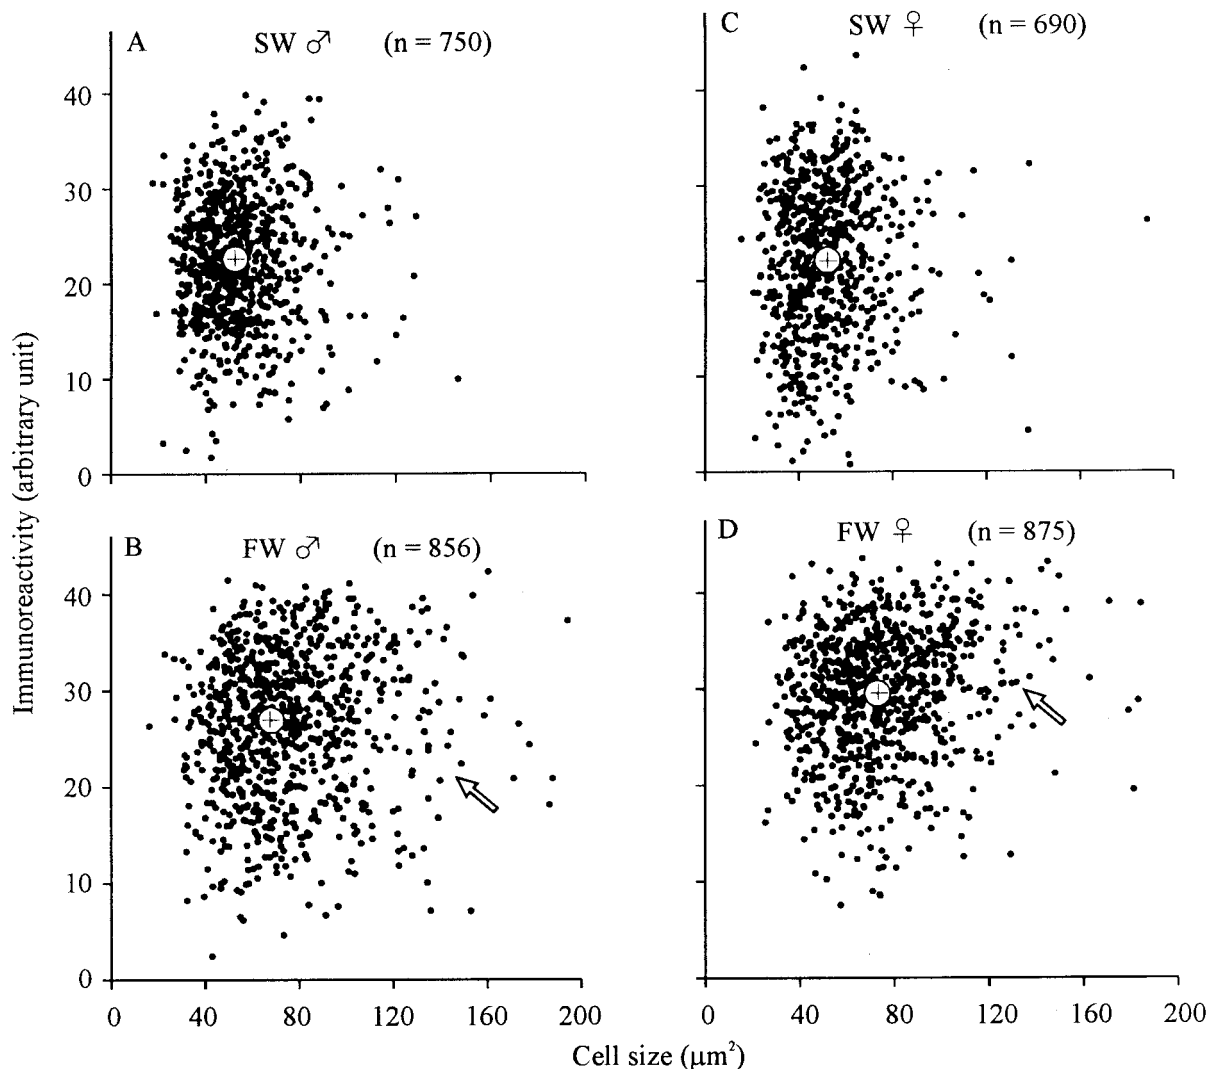 A SW ♂ (n = 750)
C SW ♀ (n = 690)
40
30
20
10
0
B FW ♂ (n = 856)
D FW ♀ (n = 875)
40
30
20
10
0
0 40 80 120 160 200
0 40 80 120 160 200
Immunoreactivity (arbitrary unit)
Cell size (μm²)